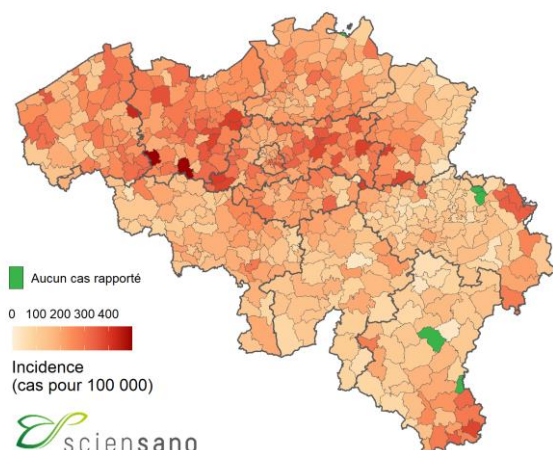 Aucun cas rapporté
0 100 200 300 400
Incidence
(cas pour 100 000)
sciensano